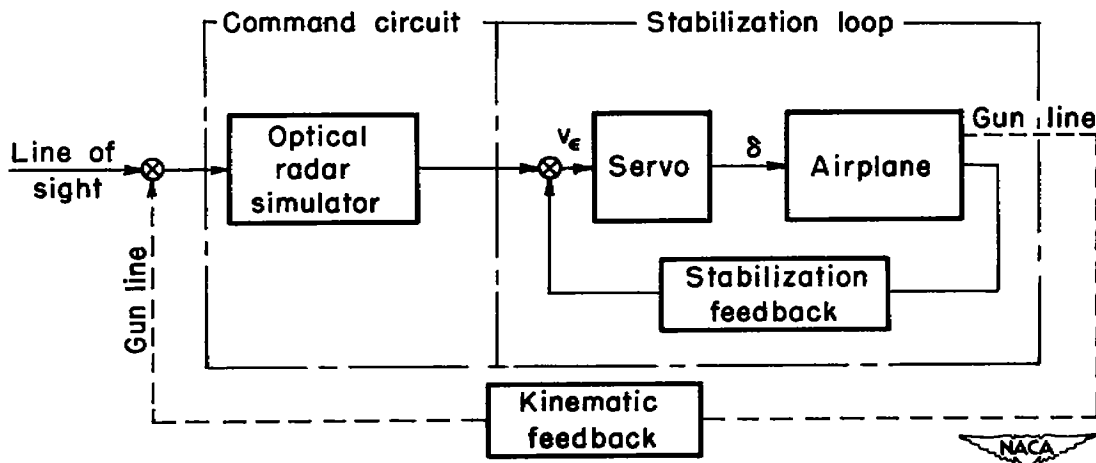 Command circuit
Stabilization loop
Line of
sight
Optical
radar
simulator
vϵ
Servo
δ
Airplane
Gun line
Stabilization
feedback
Gun line
Kinematic
feedback
NACA